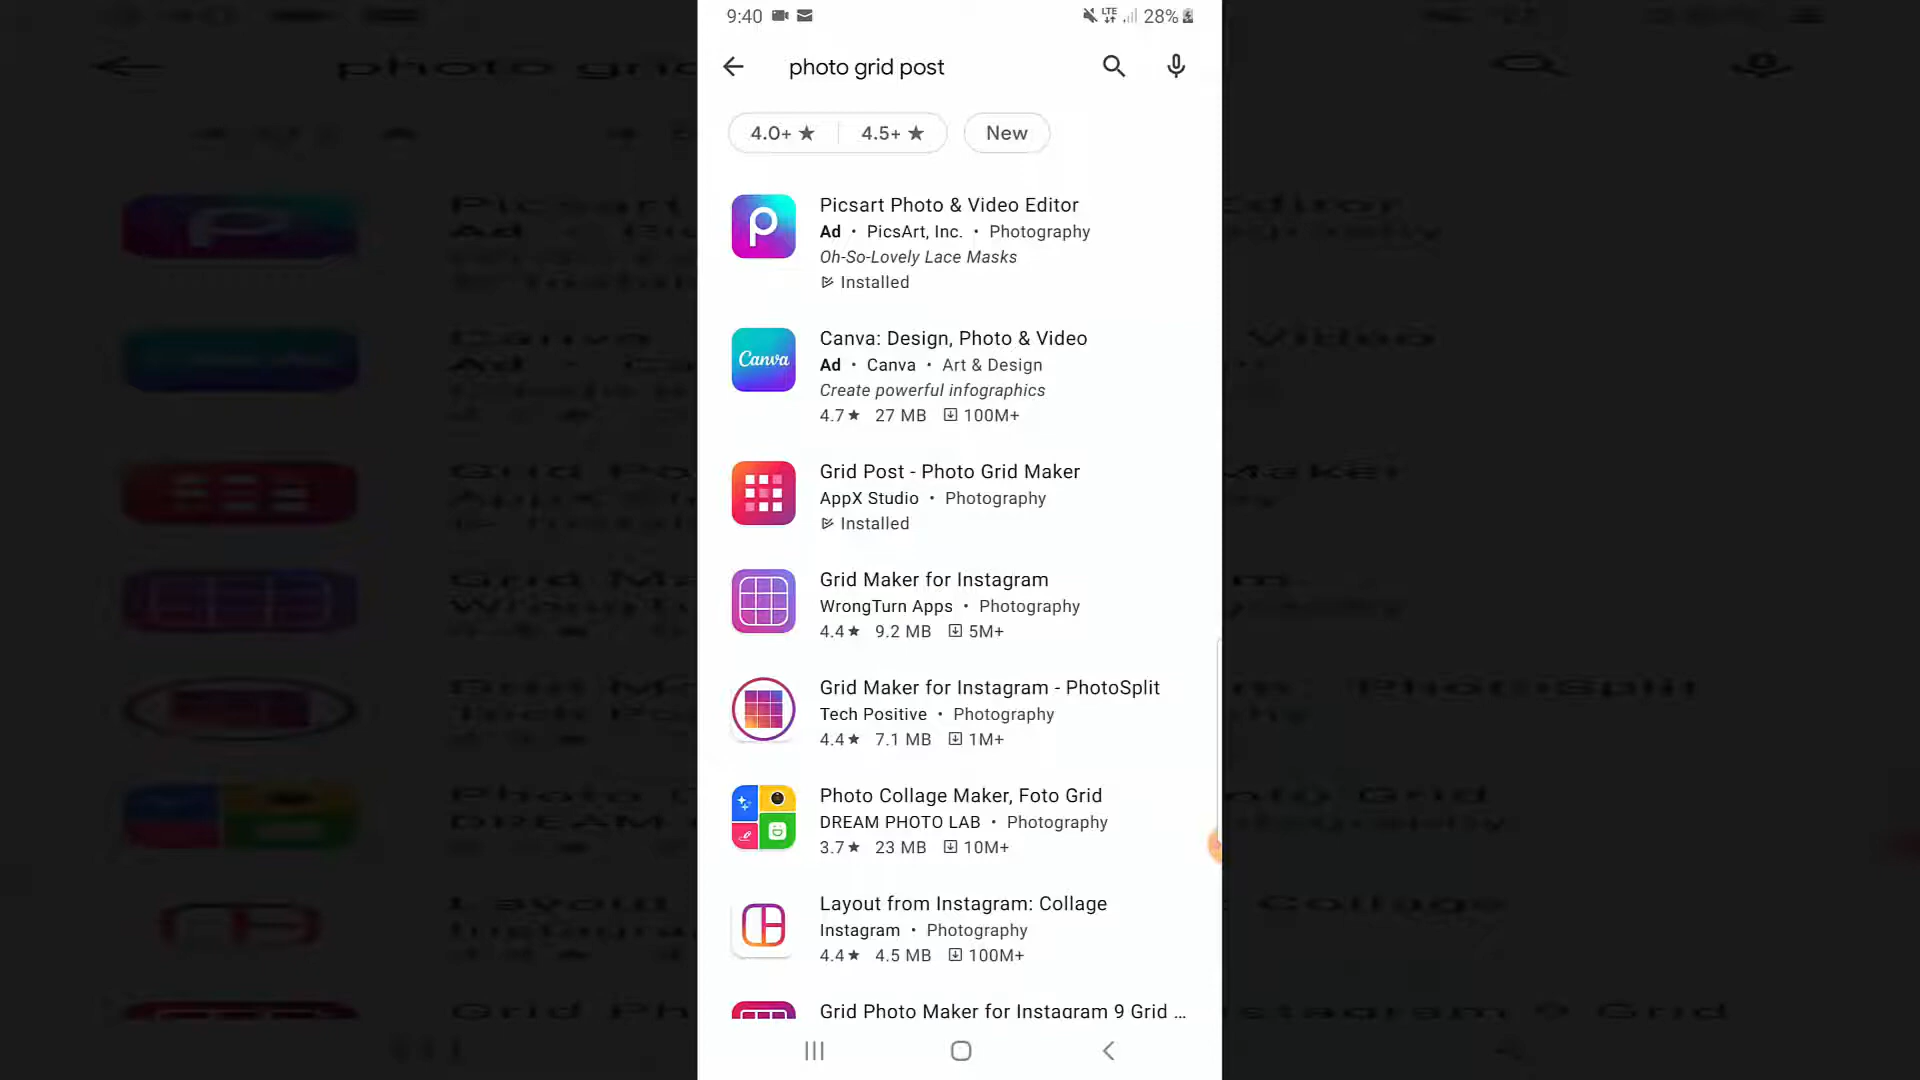 9:40 LTE 28%
photo grid post
4.0+ ★ 4.5+ ★ New
Picsart Photo & Video Editor
Ad • PicsArt, Inc. • Photography
Oh-So-Lovely Lace Masks
Installed
Canva
Canva: Design, Photo & Video
Ad • Canva • Art & Design
Create powerful infographics
4.7★ 27 MB 100M+
Grid Post - Photo Grid Maker
AppX Studio • Photography
Installed
Grid Maker for Instagram
WrongTurn Apps • Photography
4.4★ 9.2 MB 5M+
Grid Maker for Instagram - PhotoSplit
Tech Positive • Photography
4.4★ 7.1 MB 1M+
Photo Collage Maker, Foto Grid
DREAM PHOTO LAB • Photography
3.7★ 23 MB 10M+
Layout from Instagram: Collage
Instagram • Photography
4.4★ 4.5 MB 100M+
Grid Photo Maker for Instagram 9 Grid ...